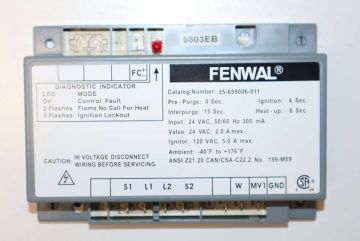 0803EB
FC+
FENWAL®
DIAGNOSTIC INDICATOR
LED MODE
On Control Fault
2 Flashes Flame No Call For Heat
3 Flashes Ignition Lockout
Catalog Number: 35-655006-011
Pre-Purge: 0 Sec. Ignition: 4 Sec.
Interpurge: 15 Sec. Heat-up: 6 Sec
Input: 24 VAC, 50/60 Hz 300 mA
Valve: 24 VAC, 2.0 A max.
Ignitor: 120 VAC, 5.0 A max.
Ambient: -40°F to +176°F
ANSI Z21.20 CAN/CSA-C22.2 No. 199-M89
CAUTION: HI VOLTAGE DISCONNECT
WIRING BEFORE SERVICING
S1 L1 L2 S2 W MV1 GND